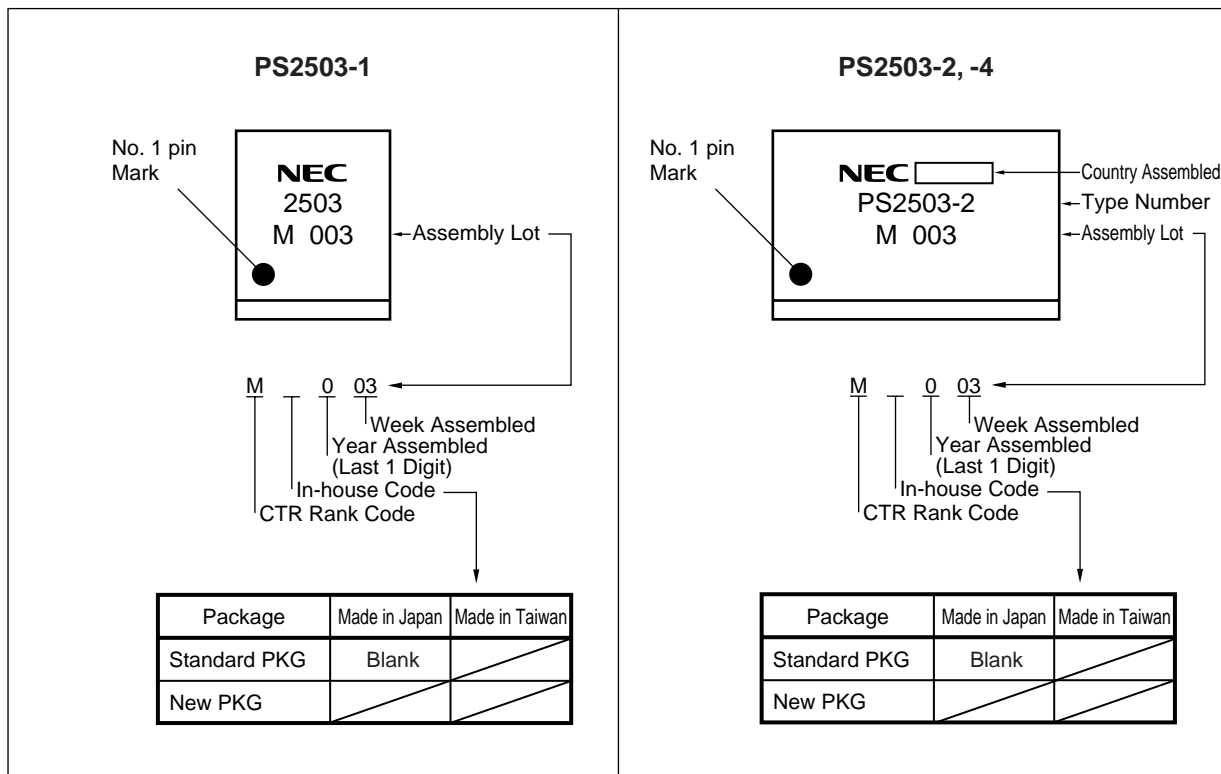 PS2503-1
No. 1 pin
Mark
NEC
2503
M 003
Assembly Lot
M 0 03
Week Assembled
Year Assembled
(Last 1 Digit)
In-house Code
CTR Rank Code
Package Made in Japan Made in Taiwan
Standard PKG Blank
New PKG
PS2503-2, -4
No. 1 pin
Mark
NEC
Country Assembled
PS2503-2
Type Number
M 003
Assembly Lot
M 0 03
Week Assembled
Year Assembled
(Last 1 Digit)
In-house Code
CTR Rank Code
Package Made in Japan Made in Taiwan
Standard PKG Blank
New PKG